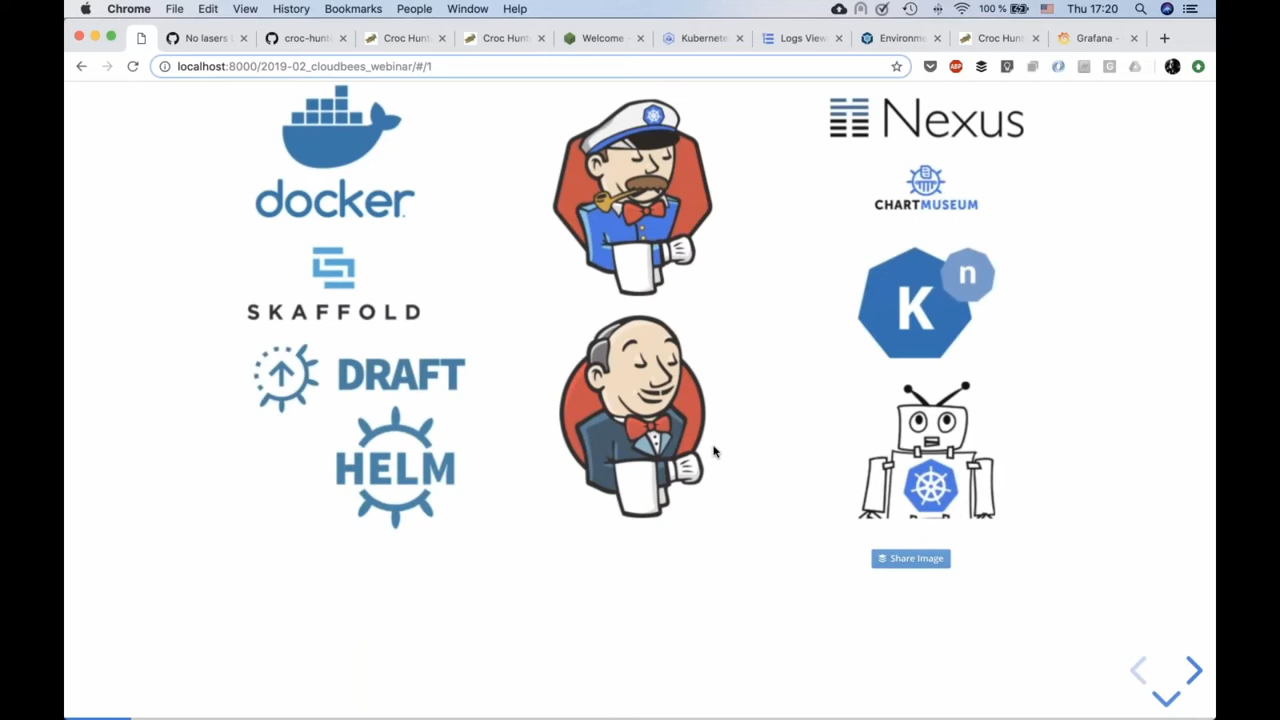 Chrome File Edit View History Bookmarks People Window Help 100 % Thu 17:20
No lasers croc-hunt Croc Hunt Croc Hunt Welcome Kubernete Logs View Environme Croc Hunt Grafana -
localhost:8000/2019-02_cloudbees_webinar/#/1
docker
SKAFFOLD
DRAFT
HELM
Nexus
CHARTMUSEUM
K n
Share Image